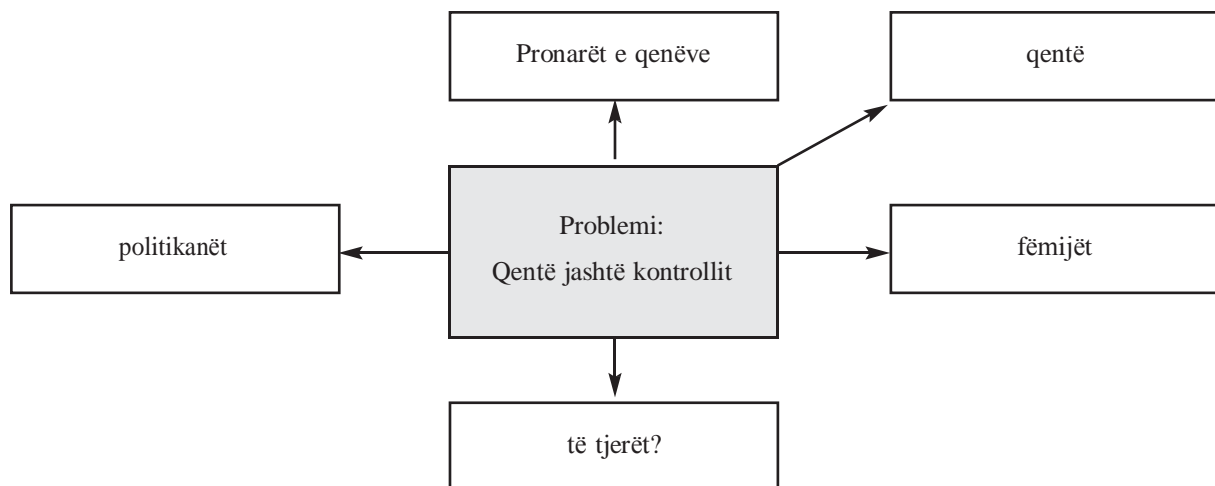 Pronarët e qenëve
qentë
Problemi:
Qentë jashtë kontrollit
politikanët
fëmijët
të tjerët?